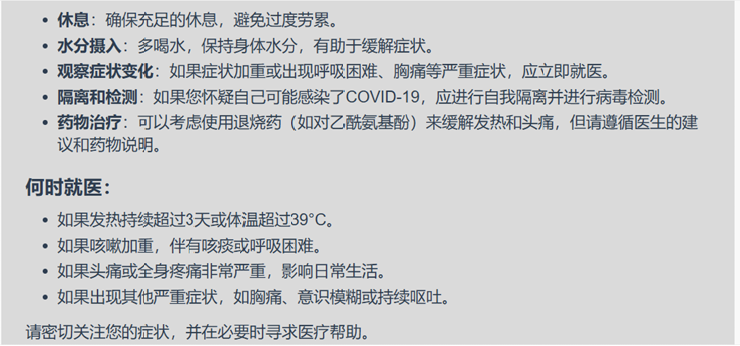 • 休息：确保充足的休息，避免过度劳累。
• 水分摄入：多喝水，保持身体水分，有助于缓解症状。
• 观察症状变化：如果症状加重或出现呼吸困难、胸痛等严重症状，应立即就医。
• 隔离和检测：如果您怀疑自己可能感染了COVID-19，应进行自我隔离并进行病毒检测。
• 药物治疗：可以考虑使用退烧药（如对乙酰氨基酚）来缓解发热和头痛，但请遵循医生的建
议和药物说明。
何时就医：
• 如果发热持续超过3天或体温超过39°C。
• 如果咳嗽加重，伴有咳痰或呼吸困难。
• 如果头痛或全身疼痛非常严重，影响日常生活。
• 如果出现其他严重症状，如胸痛、意识模糊或持续呕吐。
请密切关注您的症状，并在必要时寻求医疗帮助。